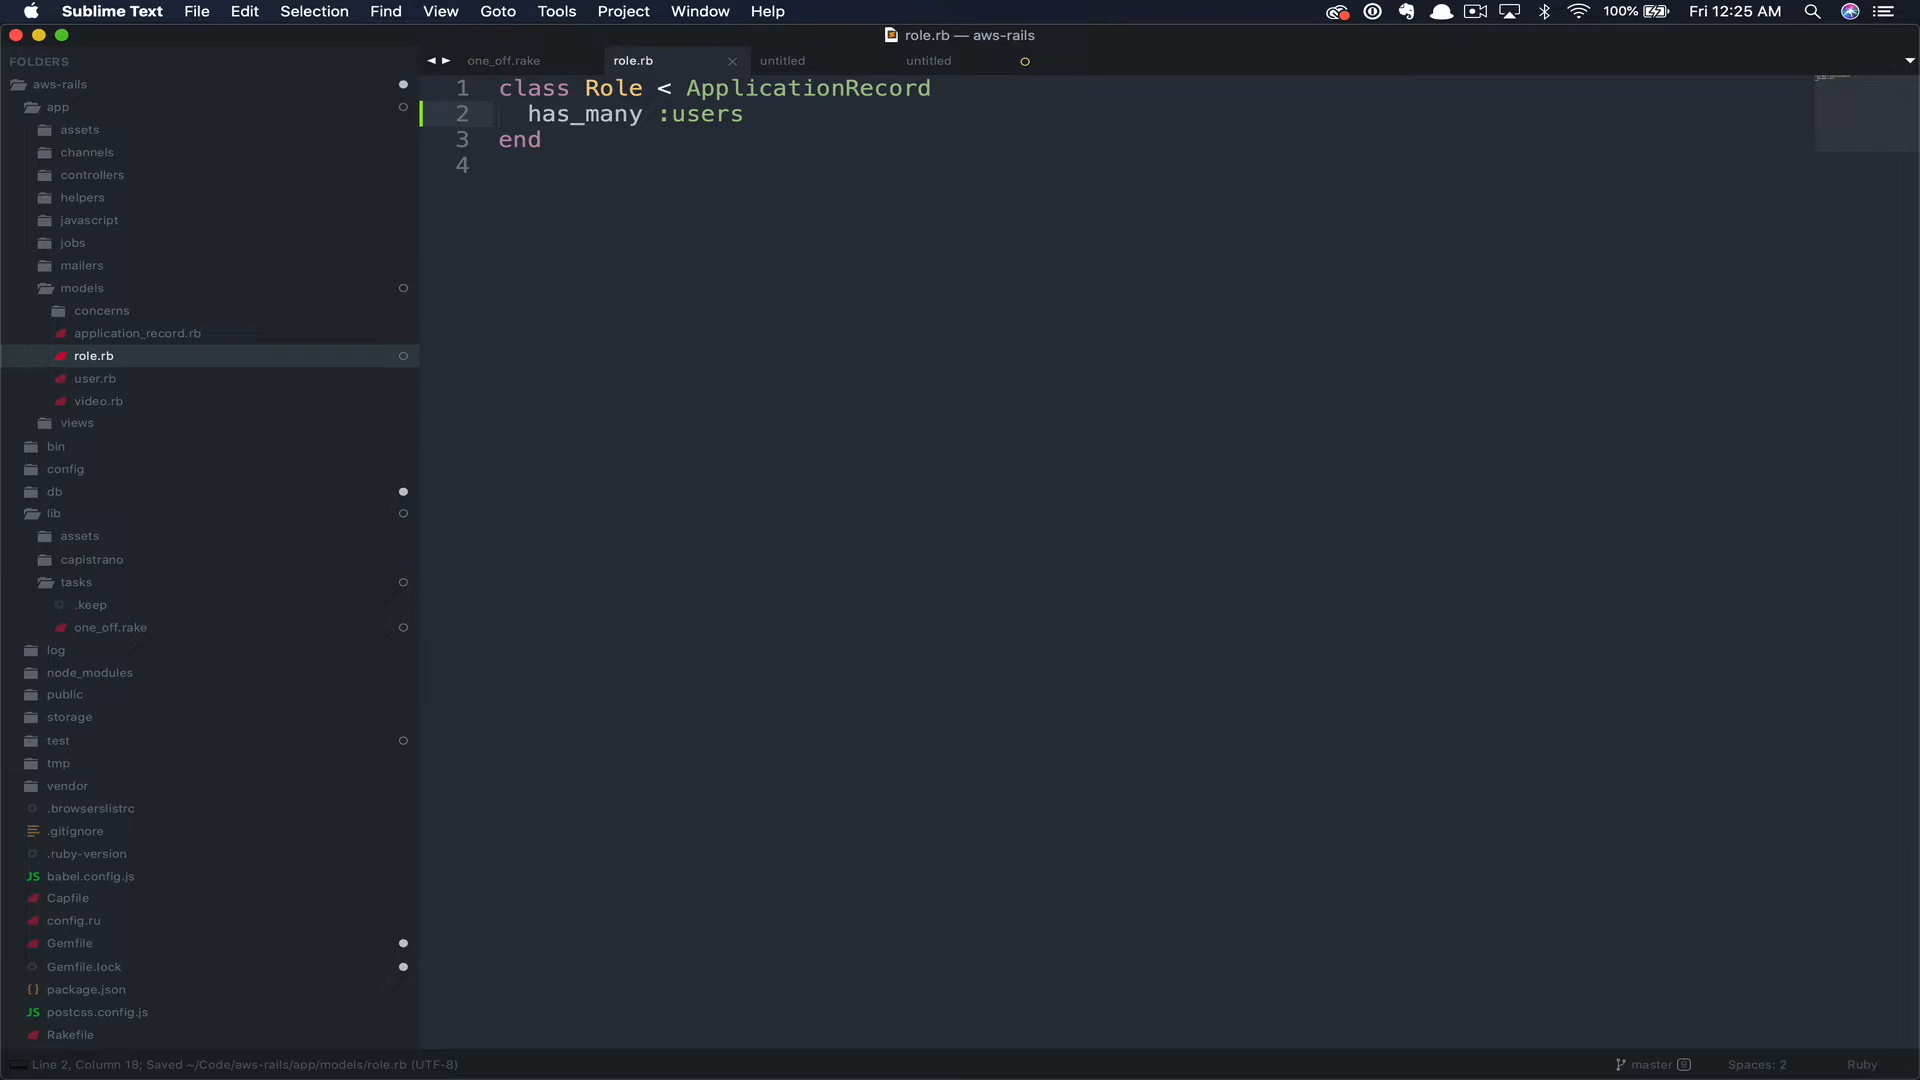 Sublime Text File Edit Selection Find View Goto Tools Project Window Help 100% Fri 12:25 AM
role.rb — aws-rails
FOLDERS
aws-rails
app
assets
channels
controllers
helpers
javascript
jobs
mailers
models
concerns
application_record.rb
role.rb
user.rb
video.rb
views
bin
config
db
lib
assets
capistrano
tasks
.keep
one_off.rake
log
node_modules
public
storage
test
tmp
vendor
.browserslistrc
.gitignore
.ruby-version
JS babel.config.js
Capfile
config.ru
Gemfile
Gemfile.lock
{} package.json
JS postcss.config.js
Rakefile
one_off.rake role.rb untitled untitled
1 class Role < ApplicationRecord
2 has_many :users
3 end
4
Line 2, Column 18; Saved ~/Code/aws-rails/app/models/role.rb (UTF-8) master 9 Spaces: 2 Ruby